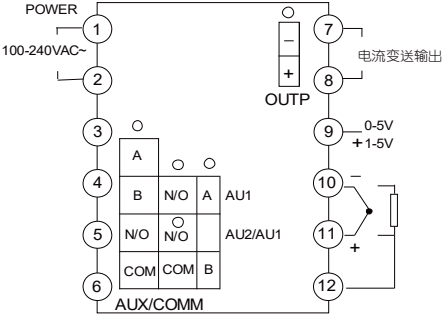 POWER
100-240VAC~
1
2
3
4
5
6
A
B N/O A AU1
N/O N/O AU2/AU1
COM COM B
AUX/COMM
−
+
OUTP
7
8
9
10
11
12
电流变送输出
0-5V
+ 1-5V
−
+